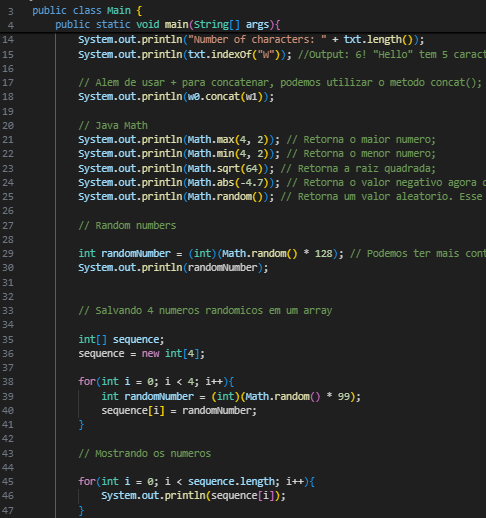 3 public class Main {
4 public static void main(String[] args){
14 System.out.println("Number of characters: " + txt.length());
15 System.out.println(txt.indexOf("W")); //Output: 6! "Hello" tem 5 caract
16
17 // Alem de usar + para concatenar, podemos utilizar o metodo concat();
18 System.out.println(w0.concat(w1));
19
20 // Java Math
21 System.out.println(Math.max(4, 2)); // Retorna o maior numero;
22 System.out.println(Math.min(4, 2)); // Retorna o menor numero;
23 System.out.println(Math.sqrt(64)); // Retorna a raiz quadrada;
24 System.out.println(Math.abs(-4.7)); // Retorna o valor negativo agora c
25 System.out.println(Math.random()); // Retorna um valor aleatorio. Esse
26
27 // Random numbers
28
29 int randomNumber = (int)(Math.random() * 128); // Podemos ter mais cont
30 System.out.println(randomNumber);
31
32
33 // Salvando 4 numeros randomicos em um array
34
35 int[] sequence;
36 sequence = new int[4];
37
38 for(int i = 0; i < 4; i++){
39 int randomNumber = (int)(Math.random() * 99);
40 sequence[i] = randomNumber;
41 }
42
43 // Mostrando os numeros
44
45 for(int i = 0; i < sequence.length; i++){
46 System.out.println(sequence[i]);
47 }